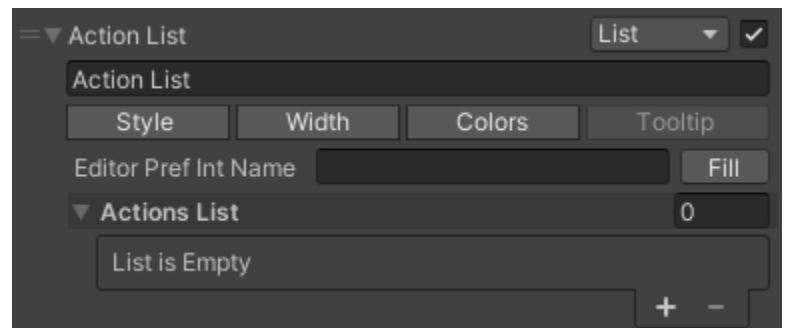 Action List List
Action List
Style Width Colors Tooltip
Editor Pref Int Name Fill
Actions List 0
List is Empty
+ −